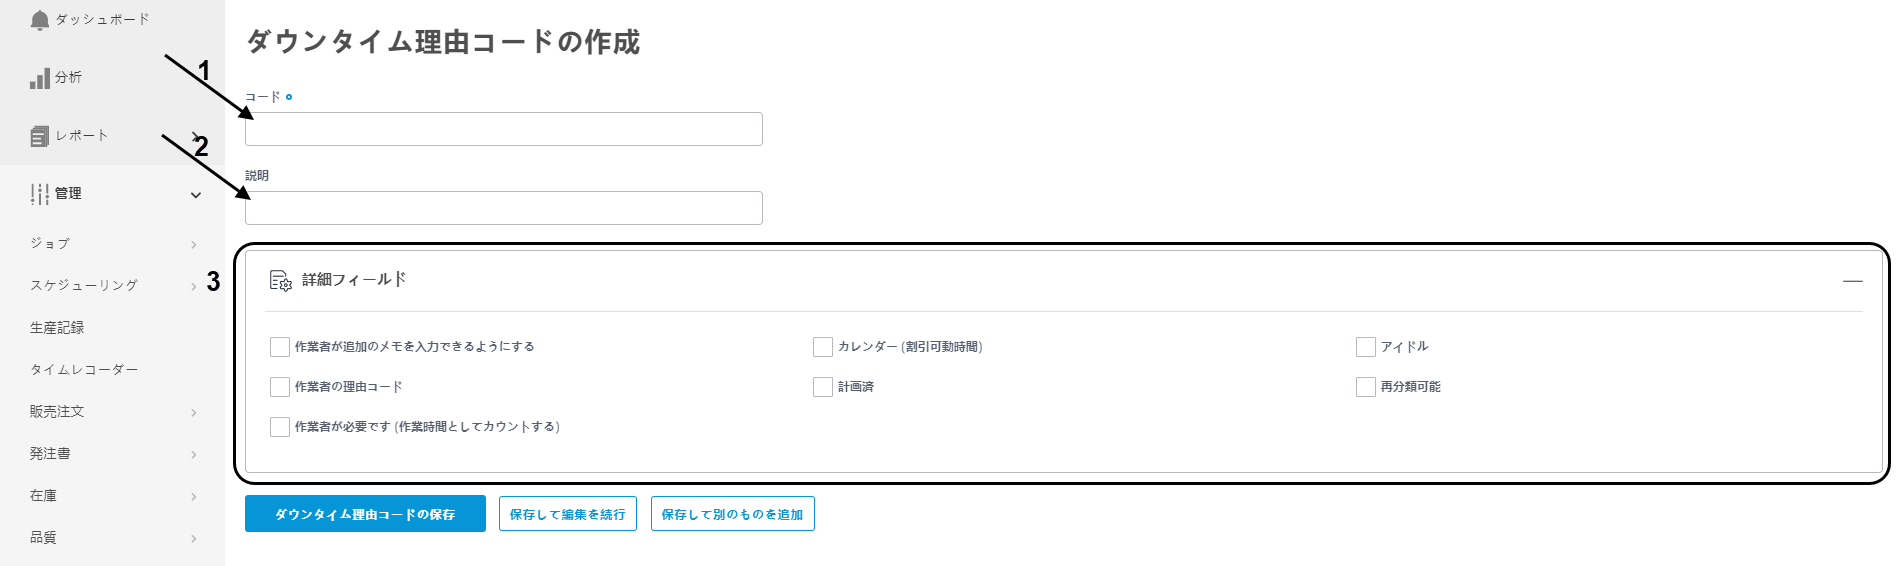 ダッシュボード
分析
レポート
管理
ジョブ
スケジューリング
生産記録
タイムレコーダー
販売注文
発注書
在庫
品質
ダウンタイム理由コードの作成
1
コード
2
説明
3
詳細フィールド
作業者が追加のメモを入力できるようにする
カレンダー (割引可動時間)
アイドル
作業者の理由コード
計画済
再分類可能
作業者が必要です (作業時間としてカウントする)
ダウンタイム理由コードの保存
保存して編集を続行
保存して別のものを追加